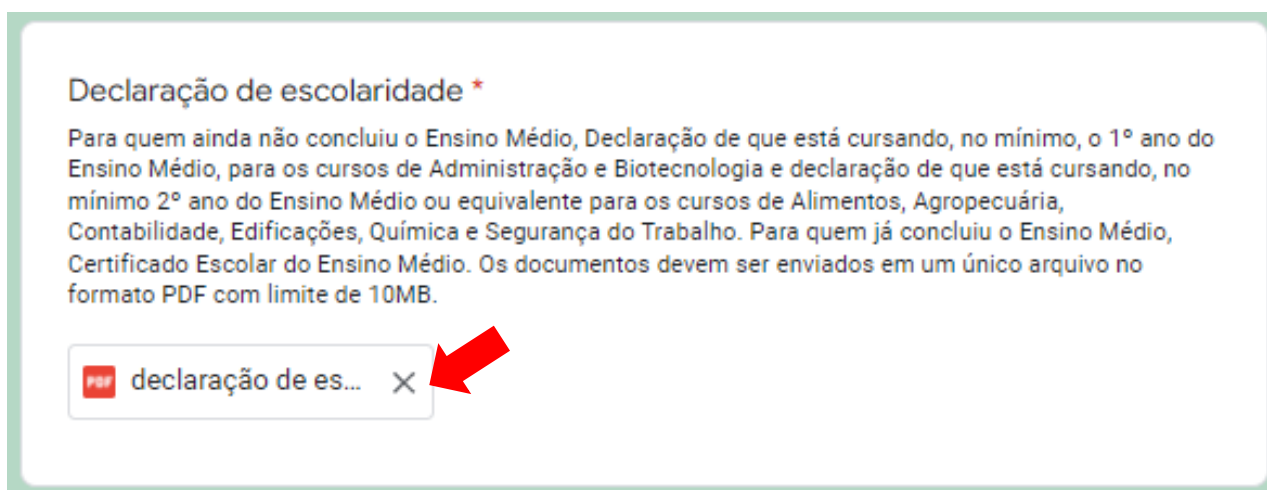 Declaração de escolaridade *
Para quem ainda não concluiu o Ensino Médio, Declaração de que está cursando, no mínimo, o 1º ano do
Ensino Médio, para os cursos de Administração e Biotecnologia e declaração de que está cursando, no
mínimo 2º ano do Ensino Médio ou equivalente para os cursos de Alimentos, Agropecuária,
Contabilidade, Edificações, Química e Segurança do Trabalho. Para quem já concluiu o Ensino Médio,
Certificado Escolar do Ensino Médio. Os documentos devem ser enviados em um único arquivo no
formato PDF com limite de 10MB.
PDF declaração de es...